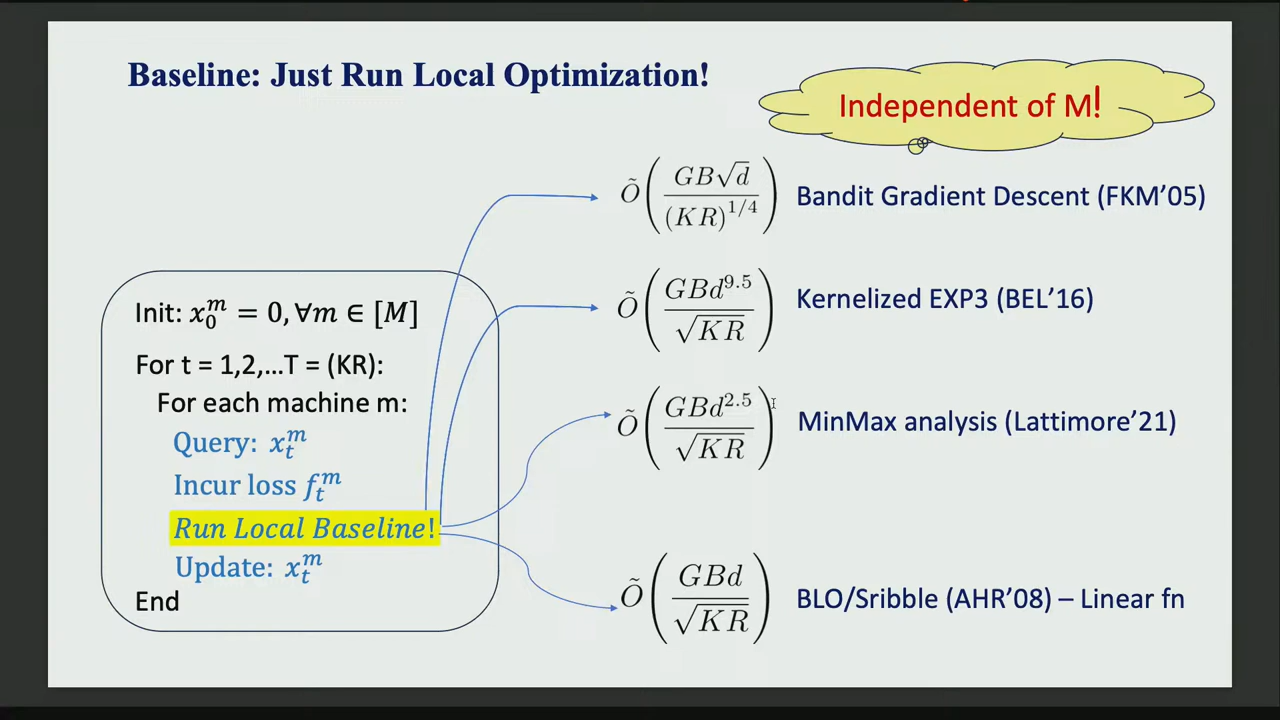 Baseline: Just Run Local Optimization!
Independent of M!
Õ(GB√d / (KR)^{1/4}) Bandit Gradient Descent (FKM’05)
Õ(GBd^{9.5} / √KR) Kernelized EXP3 (BEL’16)
Õ(GBd^{2.5} / √KR) MinMax analysis (Lattimore’21)
Õ(GBd / √KR) BLO/Sribble (AHR’08) – Linear fn
Init: x_0^m = 0, ∀m ∈ [M]
For t = 1,2,...T = (KR):
For each machine m:
Query: x_t^m
Incur loss f_t^m
Run Local Baseline!
Update: x_t^m
End